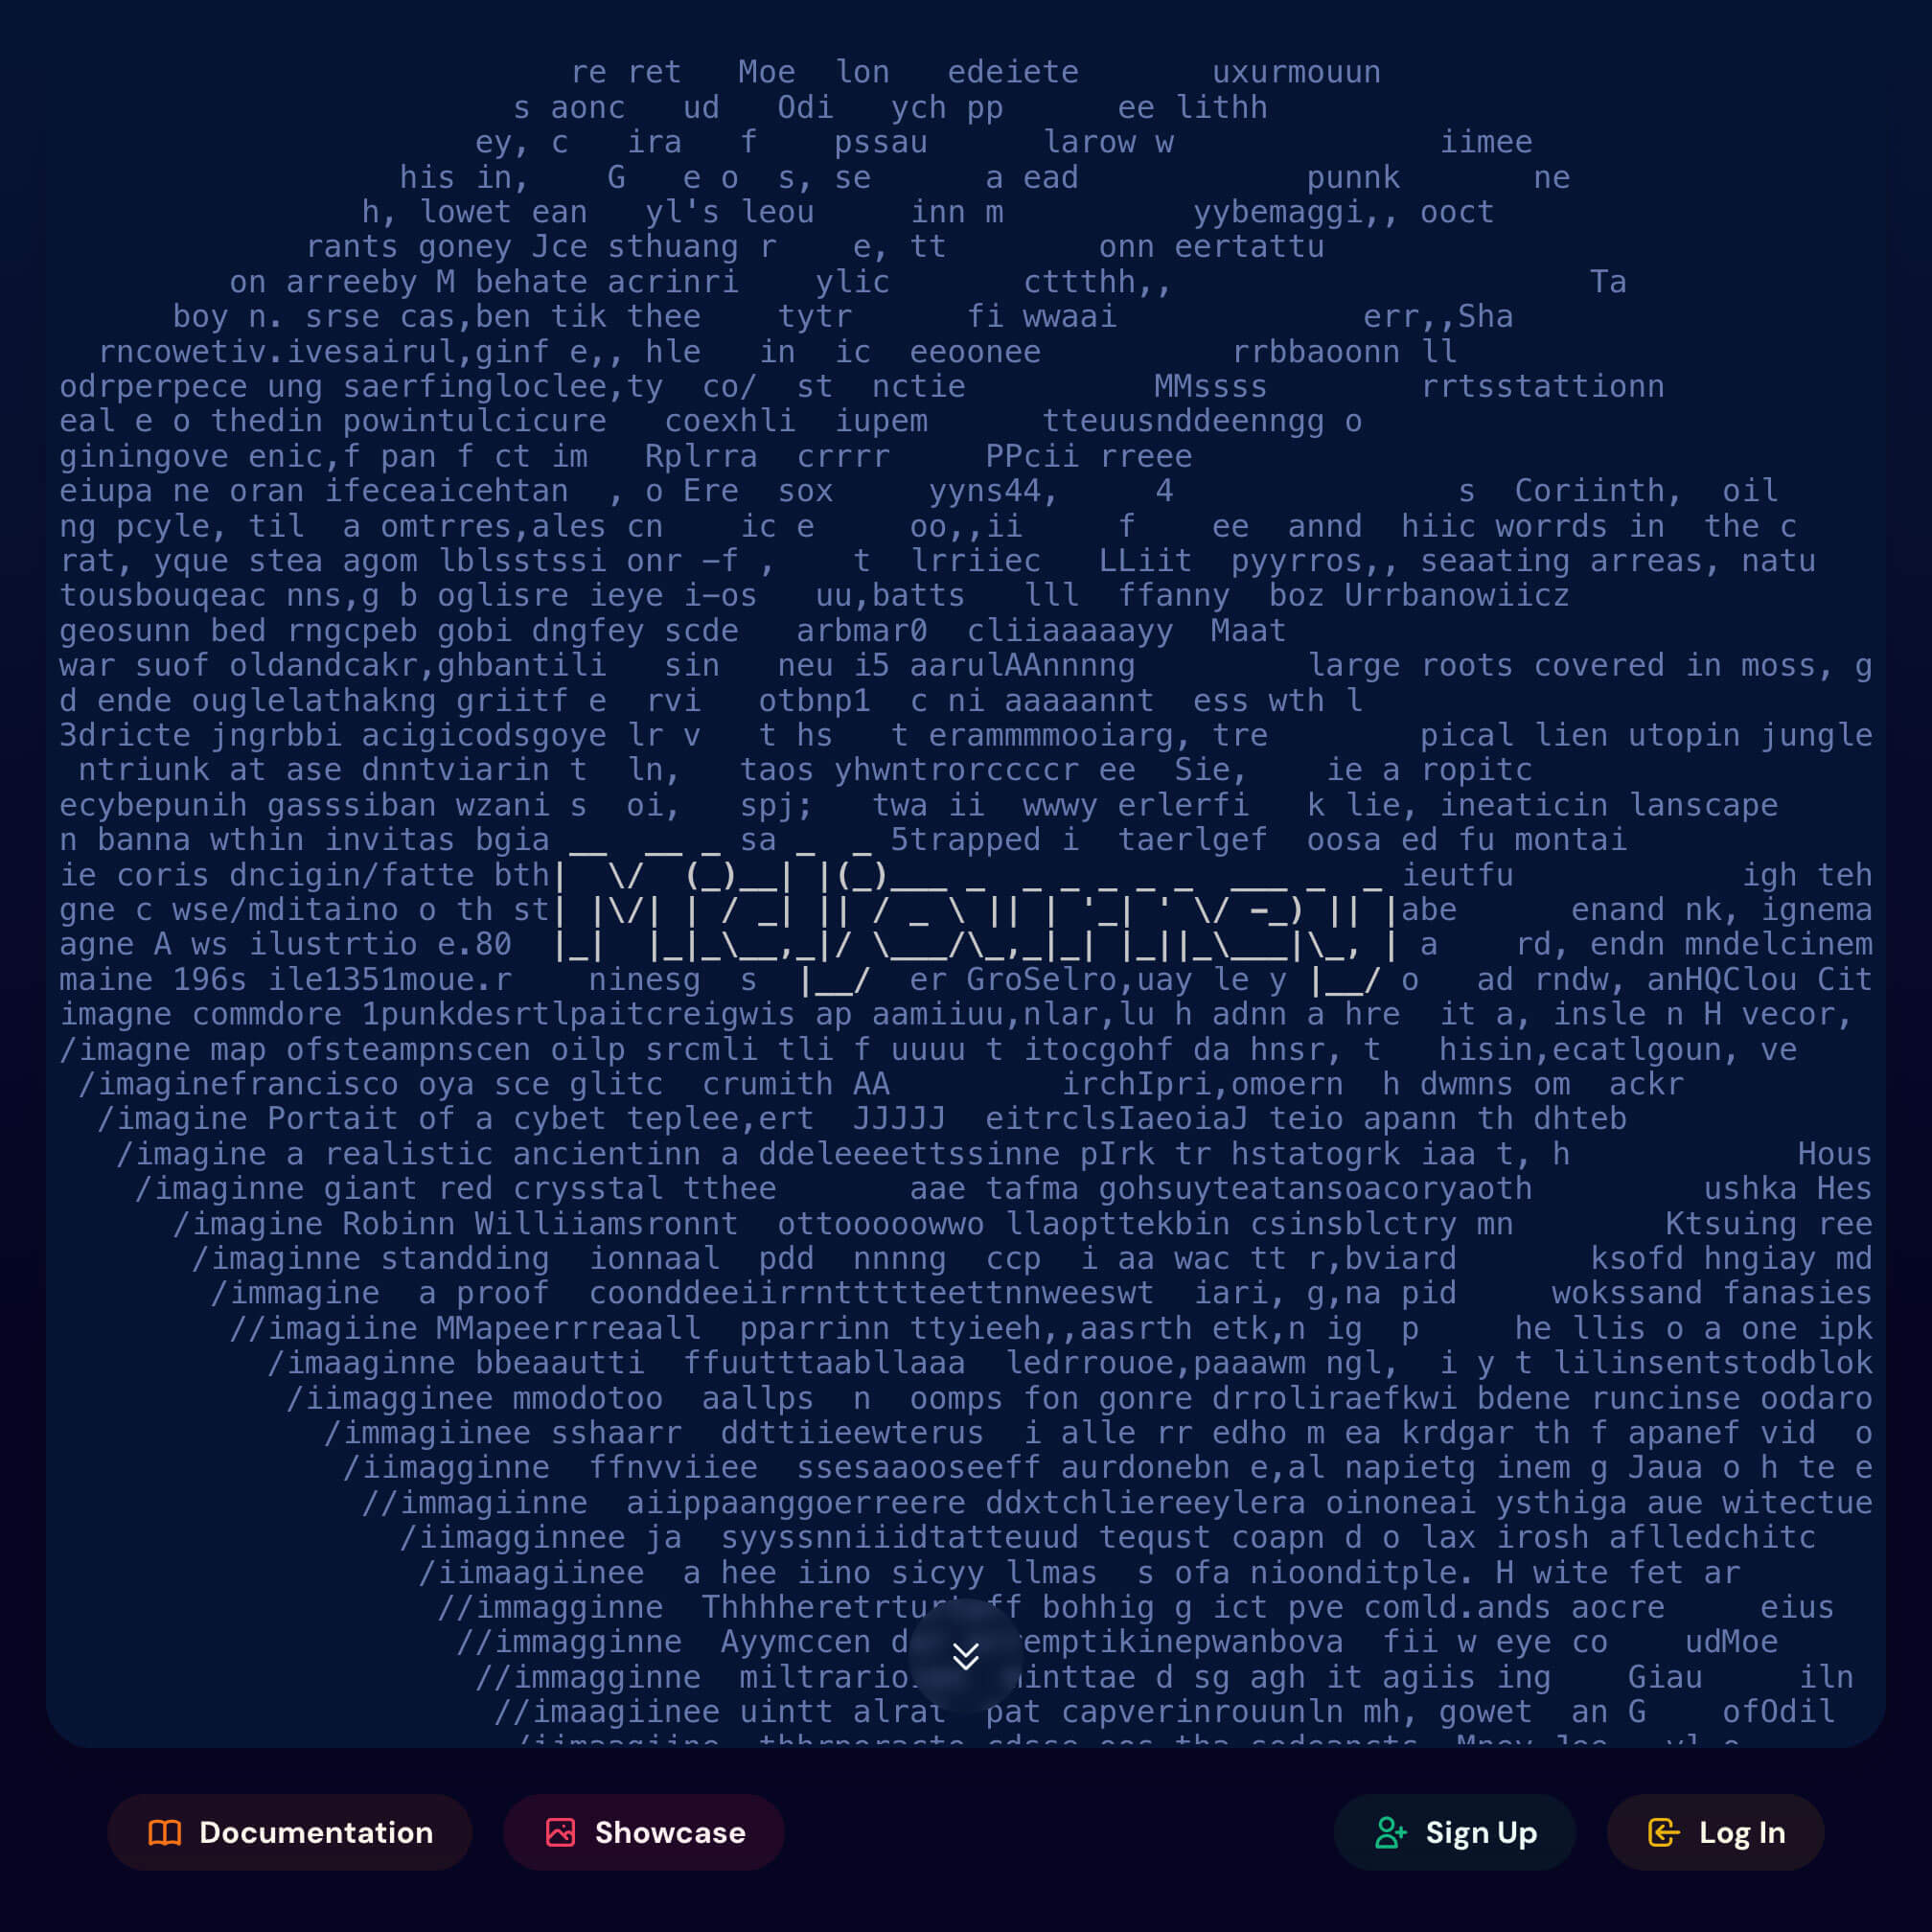 re ret   Moe  lon   edeiete       uxurmouun
s aonc   ud   Odi   ych pp      ee lithh
ey, c   ira   f    pssau      larow w              iimee
his in,    G   e o  s, se      a ead            punnk       ne
h, lowet ean   yl's leou     inn m          yybemaggi,, ooct
rants goney Jce sthuang r    e, tt        onn eertattu
on arreeby M behate acrinri    ylic       cttthh,,                      Ta
boy n. srse cas,ben tik thee    tytr      fi wwaai             err,,Sha
rncowetiv.ivesairul,ginf e,, hle   in  ic  eeoonee          rrbbaoonn ll
odrperpece ung saerfingloclee,ty  co/  st  nctie          MMssss        rrtsstattionn
eal e o thedin powintulcicure   coexhli  iupem      tteuusnddeenngg o
giningove enic,f pan f ct im   Rplrra  crrrr     PPcii rreee
eiupa ne oran ifeceaicehtan  , o Ere  sox     yyns44,     4               s  Coriinth,  oil
ng pcyle, til  a omtrres,ales cn    ic e     oo,,ii     f    ee  annd  hiic worrds in  the c
rat, yque stea agom lblsstssi onr –f ,    t  lrriiec   LLiit  pyyrros,, seaating arreas, natu
tousbouqeac nns,g b oglisre ieye i–os   uu,batts   lll  ffanny  boz Urrbanowiicz
geosunn bed rngcpeb gobi dngfey scde   arbmar0  cliiaaaaayy  Maat
war suof oldandcakr,ghbantili   sin   neu i5 aarulAAnnnng         large roots covered in moss, g
d ende ouglelathakng griitf e  rvi   otbnp1  c ni aaaaannt  ess wth l
3dricte jngrbbi acigicodsgoye lr v   t hs   t erammmmooiarg, tre        pical lien utopin jungle
ntriunk at ase dnntviarin t  ln,   taos yhwntrorccccr ee  Sie,    ie a ropitc
ecybepunih gasssiban wzani s  oi,   spj;   twa ii  wwwy erlerfi   k lie, ineaticin lanscape
n banna wthin invitas bgia sa 5trapped i  taerlgef  oosa ed fu montai
ie coris dncigin/fatte bth Midjourney ieutfu            igh teh
gne c wse/mditaino o th st abe      enand nk, ignema
agne A ws ilustrtio e.80 a    rd, endn mndelcinem
maine 196s ile1351moue.r    ninesg  s er GroSelro,uay le y o   ad rndw, anHQClou Cit
imagne commdore 1punkdesrtlpaitcreigwis ap aamiiuu,nlar,lu h adnn a hre  it a, insle n H vecor,
/imagne map ofsteampnscen oilp srcmli tli f uuuu t itocgohf da hnsr, t   hisin,ecatlgoun, ve
/imaginefrancisco oya sce glitc  crumith AA         irchIpri,omoern  h dwmns om  ackr
/imagine Portait of a cybet teplee,ert  JJJJJ  eitrclsIaeoiaJ teio apann th dhteb
/imagine a realistic ancientinn a ddeleeeettssinne pIrk tr hstatogrk iaa t, h            Hous
/imaginne giant red crysstal tthee       aae tafma gohsuyteatansoacoryaoth         ushka Hes
/imagine Robinn Williiamsronnt  ottooooowwo llaopttekbin csinsblctry mn        Ktsuing ree
/imaginne standding  ionnaal  pdd  nnnng  ccp  i aa wac tt r,bviard       ksofd hngiay md
/immagine  a proof  coonddeeiirrntttttteettnnweeswt  iari, g,na pid     wokssand fanasies
//imagiine MMapeerrreaall  pparrinn ttyieeh,,aasrth etk,n ig  p     he llis o a one ipk
/imaaginne bbeaautti  ffuutttaabllaaa  ledrrouoe,paaawm ngl,  i y t lilinsentstodblok
/iimagginee mmodotoo  aallps  n  oomps fon gonre drroliraefkwi bdene runcinse oodaro
/immagiinee sshaarr  ddttiieewterus  i alle rr edho m ea krdgar th f apanef vid  o
/iimagginne  ffnvviiee  ssesaaooseeff aurdonebn e,al napietg inem g Jaua o h te e
//immagiinne  aiippaanggoerreere ddxtchliereeylera oinoneai ysthiga aue witectue
/iimagginnee ja  syyssnniiidtatteuud tequst coapn d o lax irosh aflledchitc
/iimaagiinee  a hee iino sicyy llmas  s ofa nioonditple. H wite fet ar
//immagginne bohhig g ict pve comld.ands aocre     eius
//immagginne  Ayymccen fii w eye co    udMoe
//immagginne d sg agh it agiis ing    Giau     iln
//imaagiinee uintt alrat  pat capverinrouunln mh, gowet  an G    ofOdil
Documentation
Showcase
Sign Up
Log In